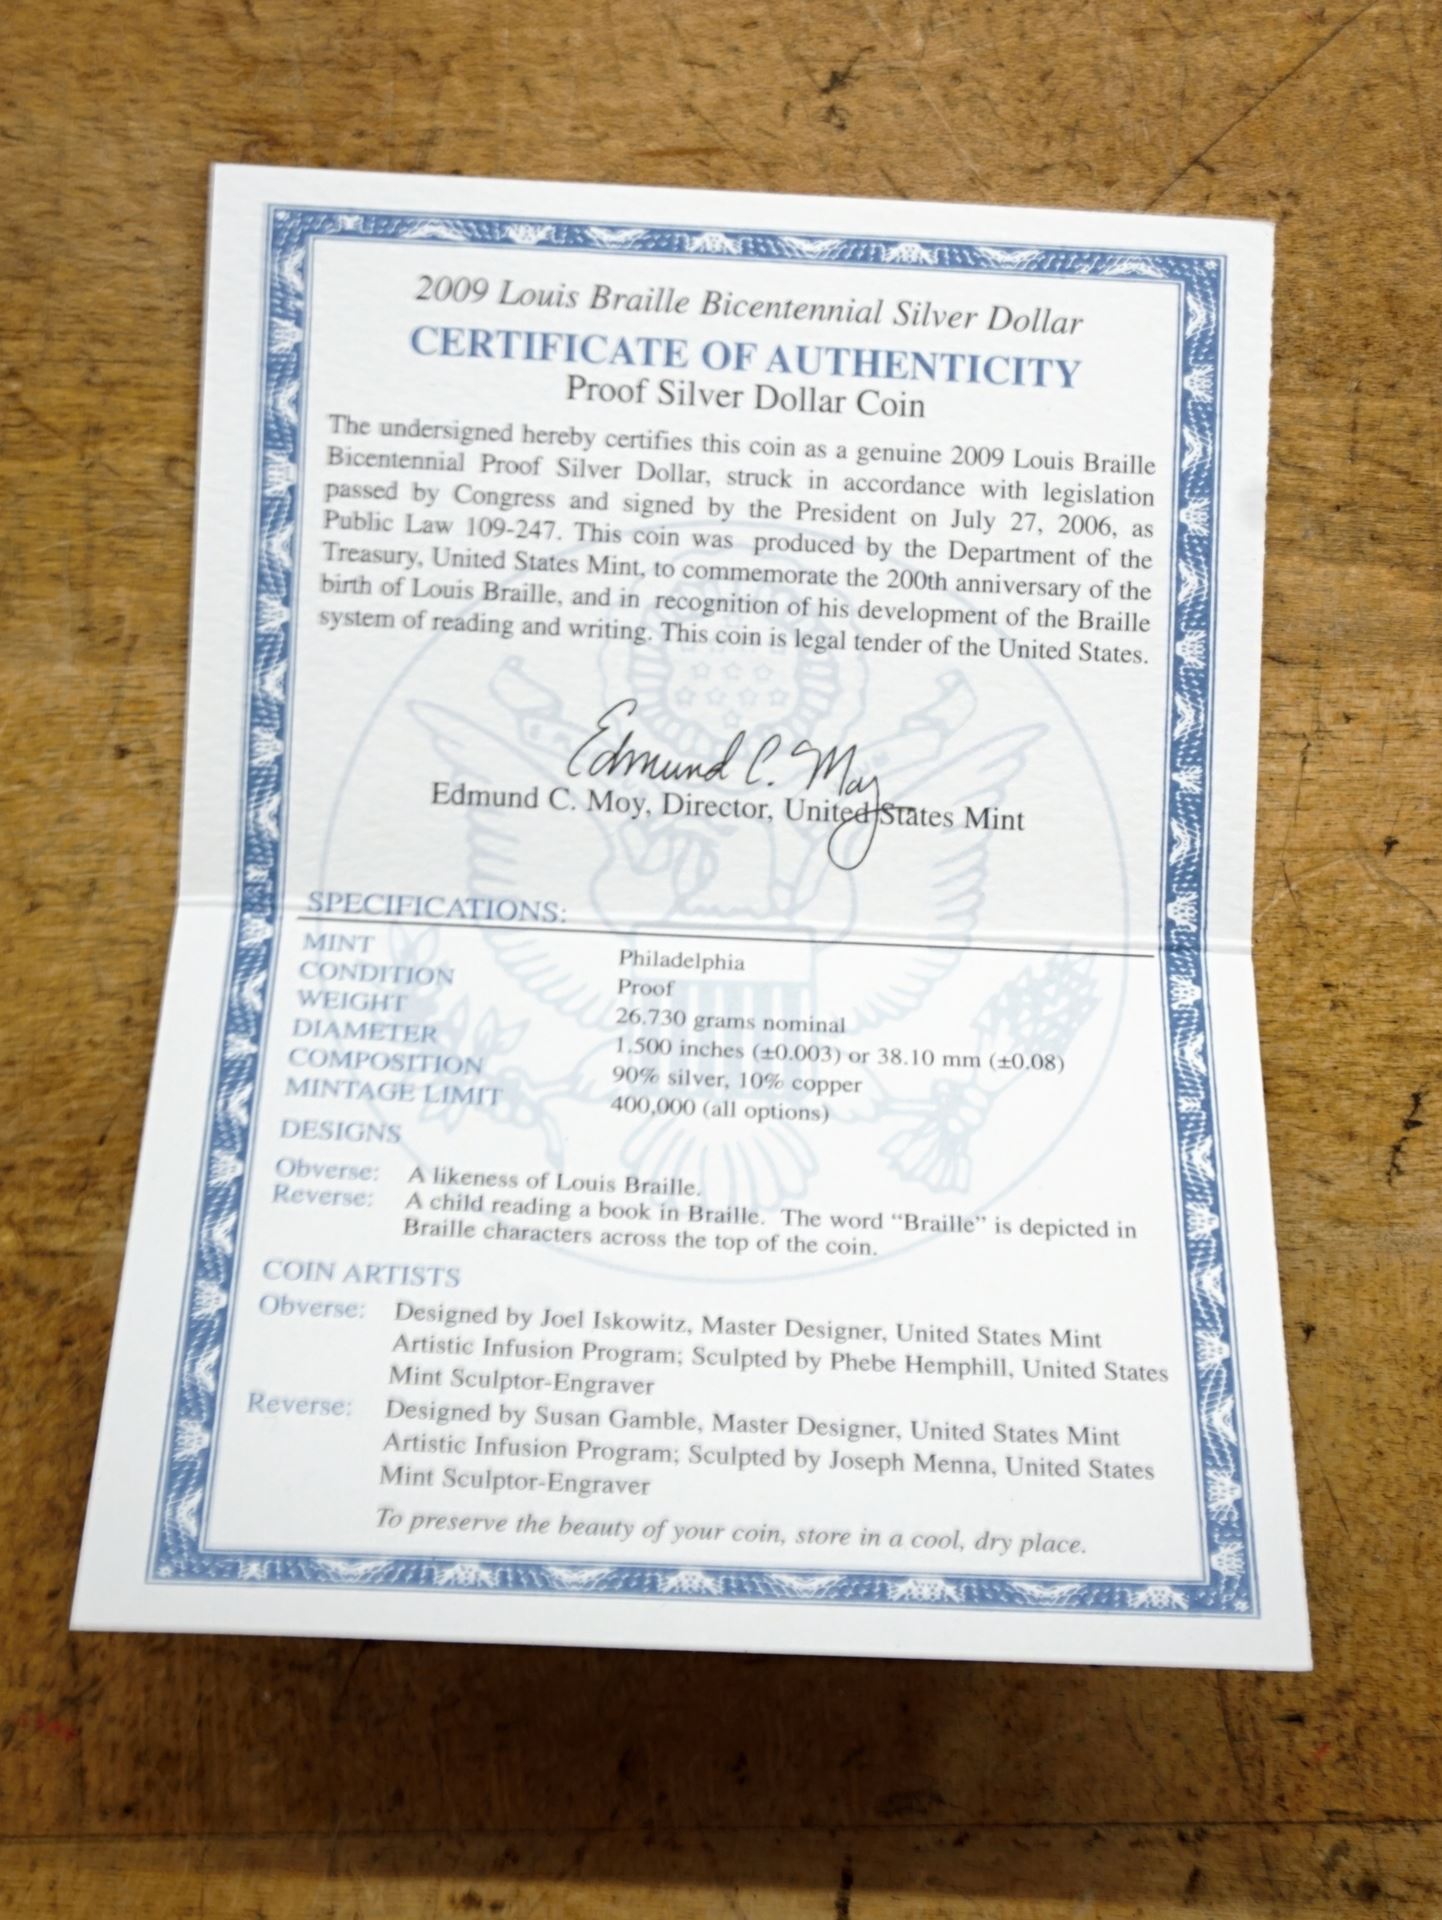 2009 Louis Braille Bicentennial Silver Dollar
CERTIFICATE OF AUTHENTICITY
Proof Silver Dollar Coin
The undersigned hereby certifies this coin as a genuine 2009 Louis Braille
Bicentennial Proof Silver Dollar, struck in accordance with legislation
passed by Congress and signed by the President on July 27, 2006, as
Public Law 109-247. This coin was produced by the Department of the
Treasury, United States Mint, to commemorate the 200th anniversary of the
birth of Louis Braille, and in recognition of his development of the Braille
system of reading and writing. This coin is legal tender of the United States.
Edmund C. Moy
Edmund C. Moy, Director, United States Mint
SPECIFICATIONS:
MINT Philadelphia
CONDITION Proof
WEIGHT 26.730 grams nominal
DIAMETER 1.500 inches (±0.003) or 38.10 mm (±0.08)
COMPOSITION 90% silver, 10% copper
MINTAGE LIMIT 400,000 (all options)
DESIGNS
Obverse: A likeness of Louis Braille.
Reverse: A child reading a book in Braille. The word “Braille” is depicted in
Braille characters across the top of the coin.
COIN ARTISTS
Obverse: Designed by Joel Iskowitz, Master Designer, United States Mint
Artistic Infusion Program; Sculpted by Phebe Hemphill, United States
Mint Sculptor-Engraver
Reverse: Designed by Susan Gamble, Master Designer, United States Mint
Artistic Infusion Program; Sculpted by Joseph Menna, United States
Mint Sculptor-Engraver
To preserve the beauty of your coin, store in a cool, dry place.